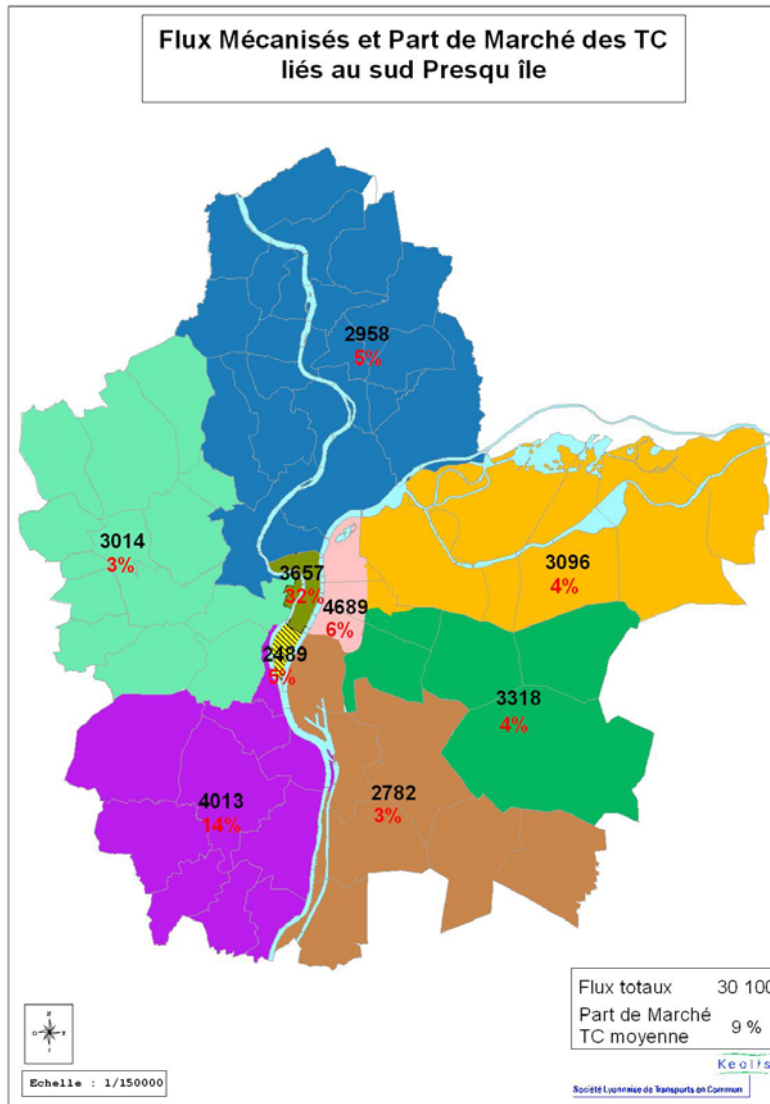 Flux Mécanisés et Part de Marché des TC
liés au sud Presqu île
2958
5%
3014
3%
3657
32%
4689
6%
3096
4%
2489
5%
3318
4%
4013
14%
2782
3%
Flux totaux 30 100
Part de Marché
TC moyenne 9 %
N
O E
S
Echelle : 1/150000
Keolis
Société Lyonnaise de Transports en Commun